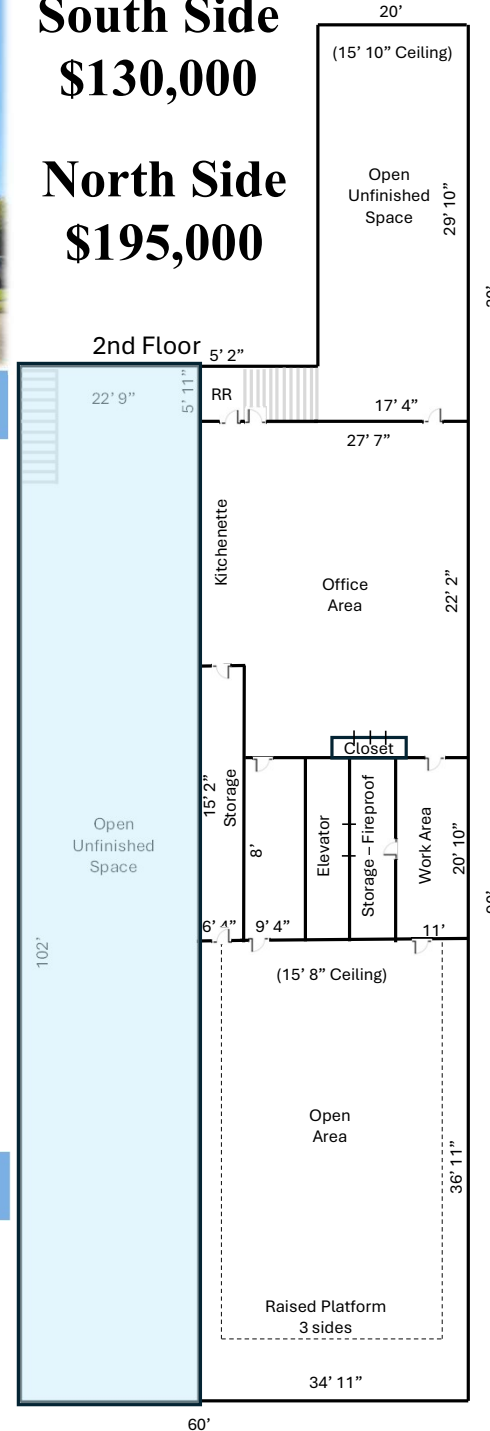 South Side
$130,000
North Side
$195,000
20'
(15' 10” Ceiling)
Open
Unfinished
Space
29' 10”
2nd Floor
5' 2”
22' 9”
5' 11”
RR
17' 4”
27' 7”
Kitchenette
Office
Area
22' 2”
Closet
15' 2”
Storage
8'
Elevator
Storage – Fireproof
Work Area
20' 10”
Open
Unfinished
Space
102'
6' 4”
9' 4”
11'
(15' 8” Ceiling)
Open
Area
36' 11”
Raised Platform
3 sides
34' 11”
60'